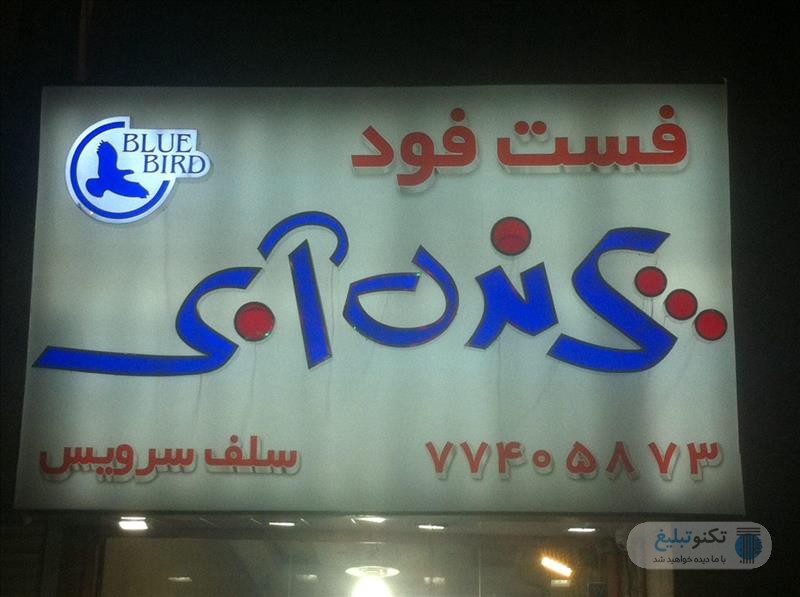 فست فود
BLUE
BIRD
پرنده آبی
۷۷۴۰۵۸۷۳
سلف سرویس
تکنوتبلیغ
با ما دیده خواهید شد